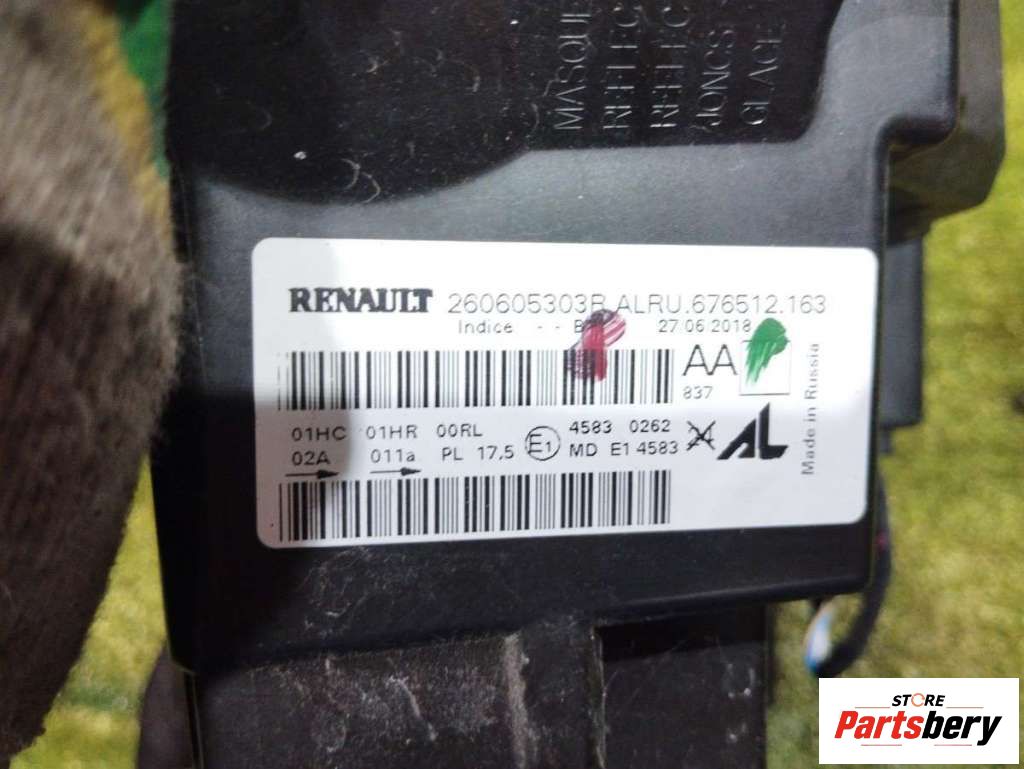 MASQUE
REFLEC
REFLEC
JONCS
GLACE
RENAULT 260605303R ALRU.676512.163
Indice - - B 27 06 2018
AA
837
01HC 01HR 00RL 4583 0262
02A 011a PL 17,5 E1 MD E1 4583
AL
Made in Russia
STORE
Partsbery